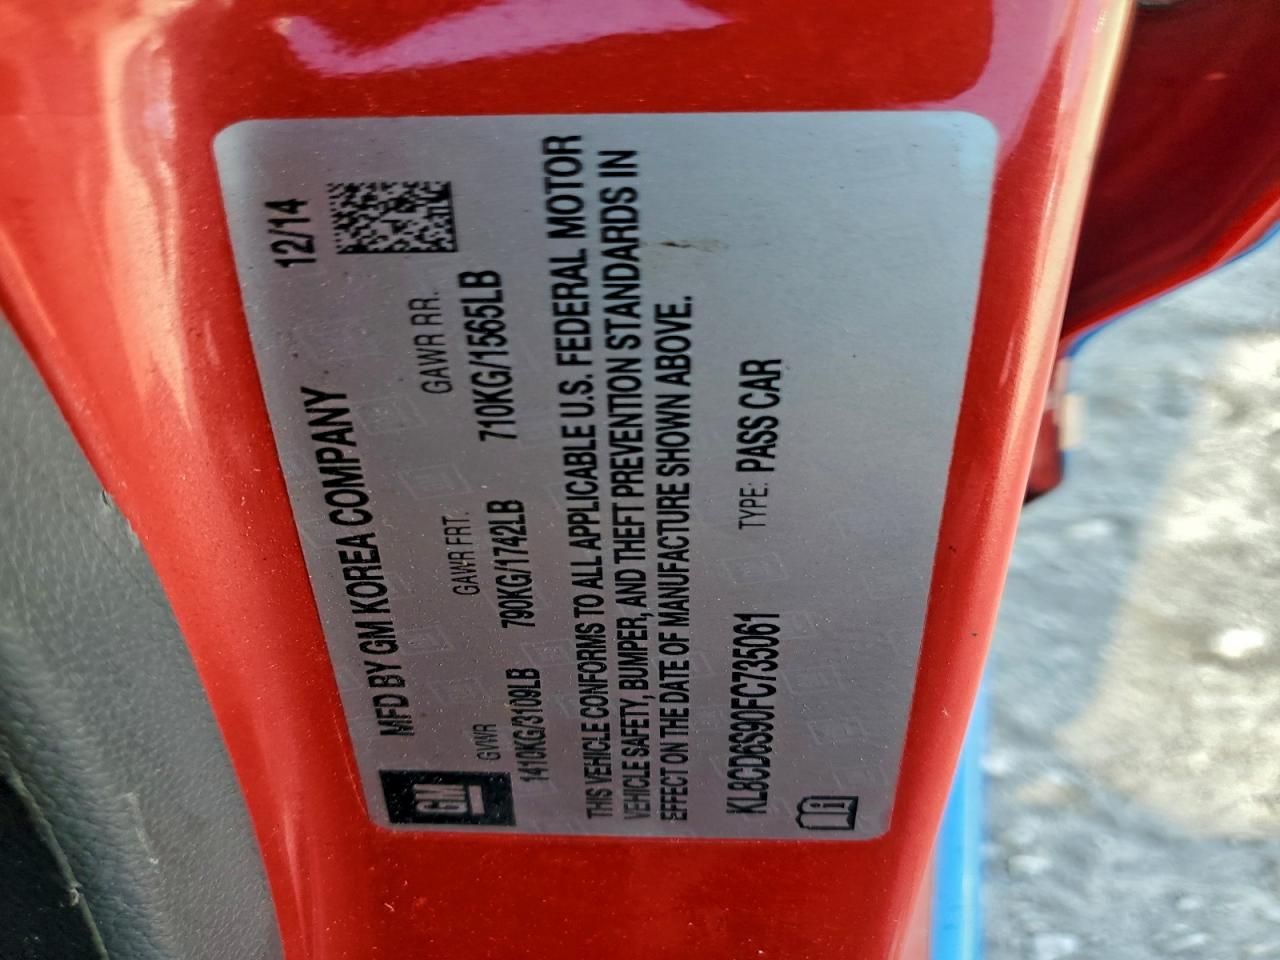 GM
MFD BY GM KOREA COMPANY 12/14
GVWR GAWR FRT. GAWR RR.
1410KG/3109LB 790KG/1742LB 710KG/1565LB
THIS VEHICLE CONFORMS TO ALL APPLICABLE U.S. FEDERAL MOTOR
VEHICLE SAFETY, BUMPER, AND THEFT PREVENTION STANDARDS IN
EFFECT ON THE DATE OF MANUFACTURE SHOWN ABOVE.
KL8CD6S90FC735061 TYPE: PASS CAR